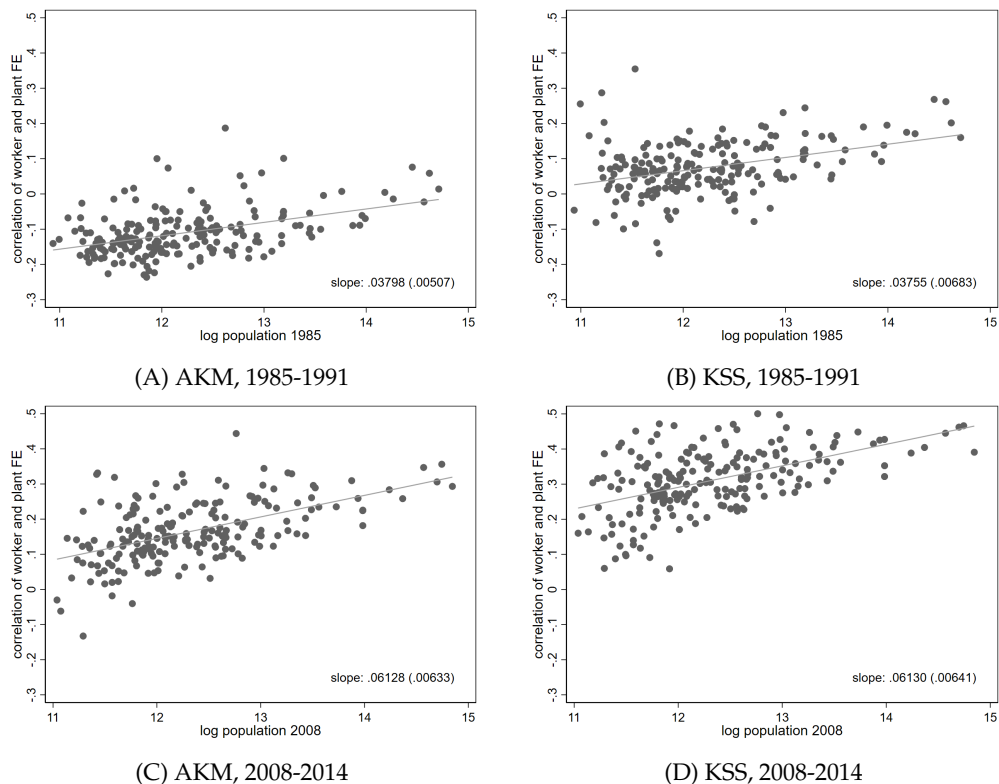 correlation of worker and plant FE
.5
.4
.3
.2
.1
0
-.1
-.2
-.3
slope: .03798 (.00507)
11 12 13 14 15
log population 1985
(A) AKM, 1985-1991
correlation of worker and plant FE
.5
.4
.3
.2
.1
0
-.1
-.2
-.3
slope: .03755 (.00683)
11 12 13 14 15
log population 1985
(B) KSS, 1985-1991
correlation of worker and plant FE
.5
.4
.3
.2
.1
0
-.1
-.2
-.3
slope: .06128 (.00633)
11 12 13 14 15
log population 2008
(C) AKM, 2008-2014
correlation of worker and plant FE
.5
.4
.3
.2
.1
0
-.1
-.2
-.3
slope: .06130 (.00641)
11 12 13 14 15
log population 2008
(D) KSS, 2008-2014